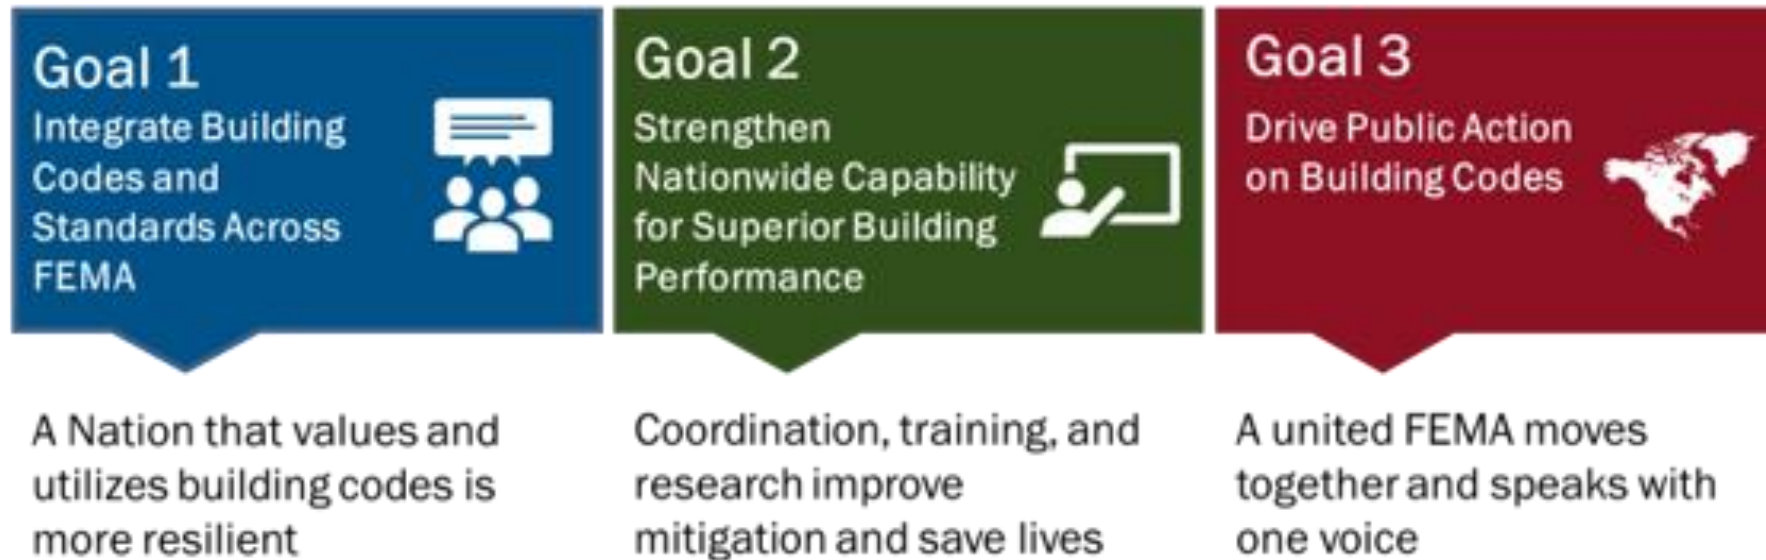 Goal 1
Integrate Building
Codes and
Standards Across
FEMA
A Nation that values and
utilizes building codes is
more resilient
Goal 2
Strengthen
Nationwide Capability
for Superior Building
Performance
Coordination, training, and
research improve
mitigation and save lives
Goal 3
Drive Public Action
on Building Codes
A united FEMA moves
together and speaks with
one voice